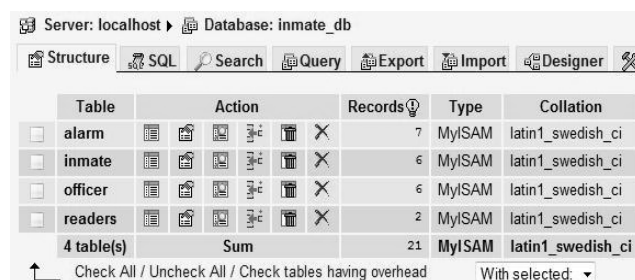 Server: localhost ▸ Database: inmate_db
Structure SQL Search Query Export Import Designer
Table Action Records Type Collation
alarm 7 MyISAM latin1_swedish_ci
inmate 6 MyISAM latin1_swedish_ci
officer 6 MyISAM latin1_swedish_ci
readers 2 MyISAM latin1_swedish_ci
4 table(s) Sum 21 MyISAM latin1_swedish_ci
Check All / Uncheck All / Check tables having overhead With selected: